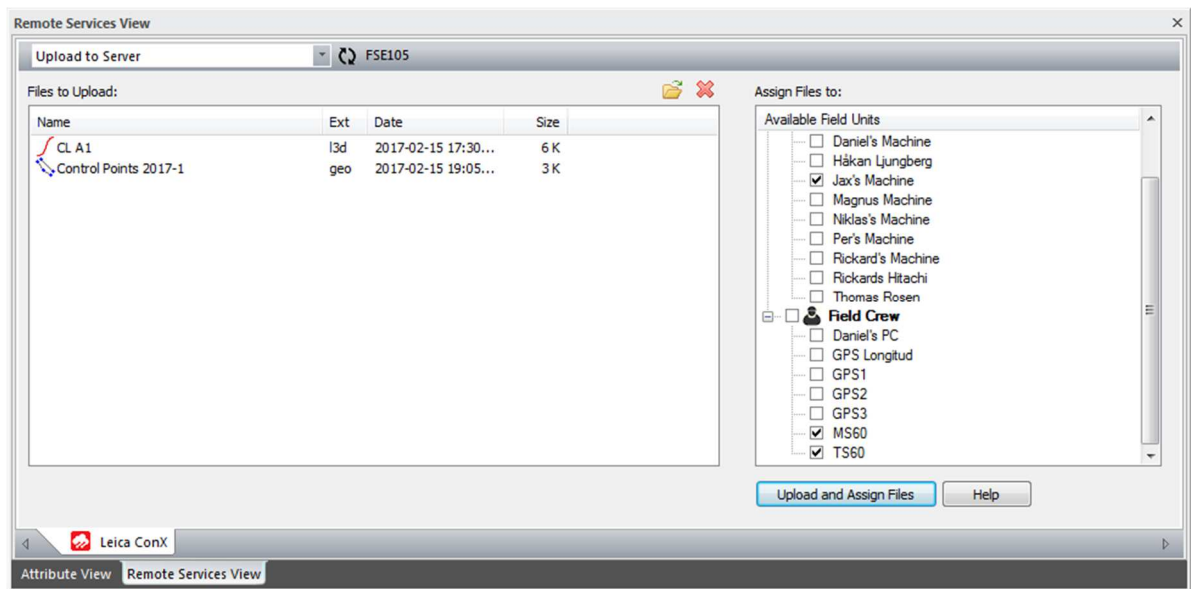 Remote Services View
Upload to Server FSE105
Files to Upload:
Name Ext Date Size
CL A1 l3d 2017-02-15 17:30... 6 K
Control Points 2017-1 geo 2017-02-15 19:05... 3 K
Assign Files to:
Available Field Units
Daniel's Machine
Håkan Ljungberg
Jax's Machine
Magnus Machine
Niklas's Machine
Per's Machine
Rickard's Machine
Rickards Hitachi
Thomas Rosen
Field Crew
Daniel's PC
GPS Longitud
GPS1
GPS2
GPS3
MS60
TS60
Upload and Assign Files Help
Leica ConX
Attribute View Remote Services View